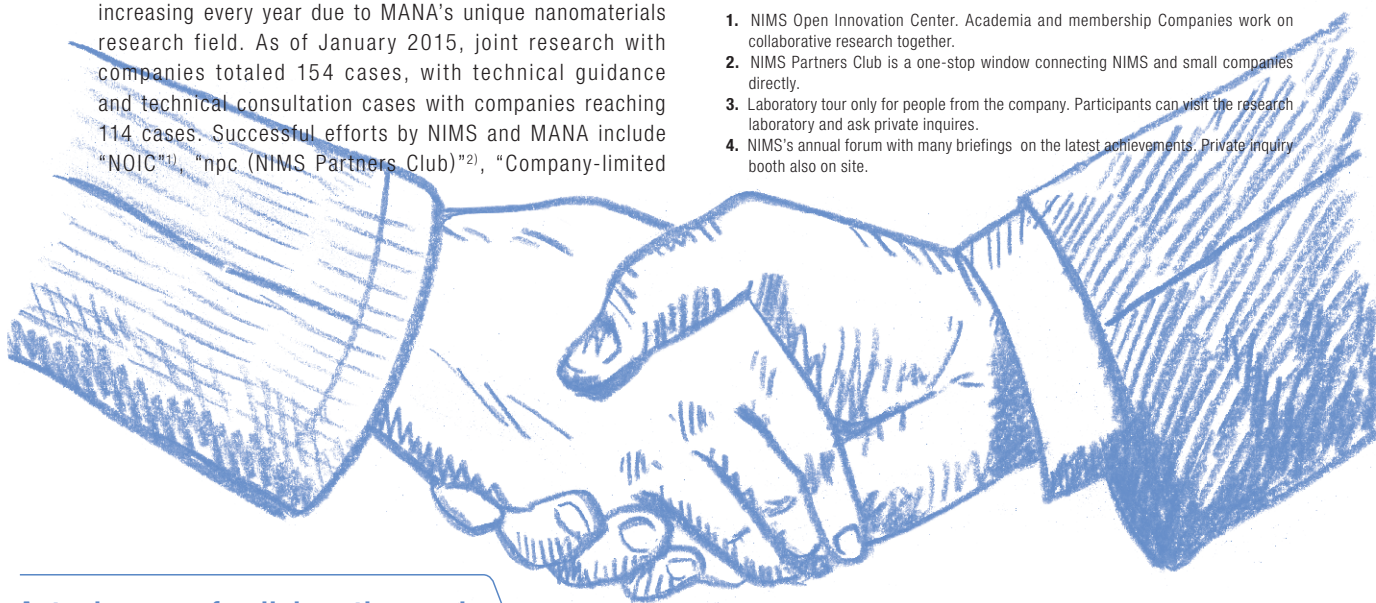 increasing every year due to MANA's unique nanomaterials
research field. As of January 2015, joint research with
companies totaled 154 cases, with technical guidance
and technical consultation cases with companies reaching
114 cases. Successful efforts by NIMS and MANA include
"NOIC"1), "npc (NIMS Partners Club)"2), "Company-limited
1. NIMS Open Innovation Center. Academia and membership Companies work on
collaborative research together.
2. NIMS Partners Club is a one-stop window connecting NIMS and small companies
directly.
3. Laboratory tour only for people from the company. Participants can visit the research
laboratory and ask private inquires.
4. NIMS's annual forum with many briefings on the latest achievements. Private inquiry
booth also on site.